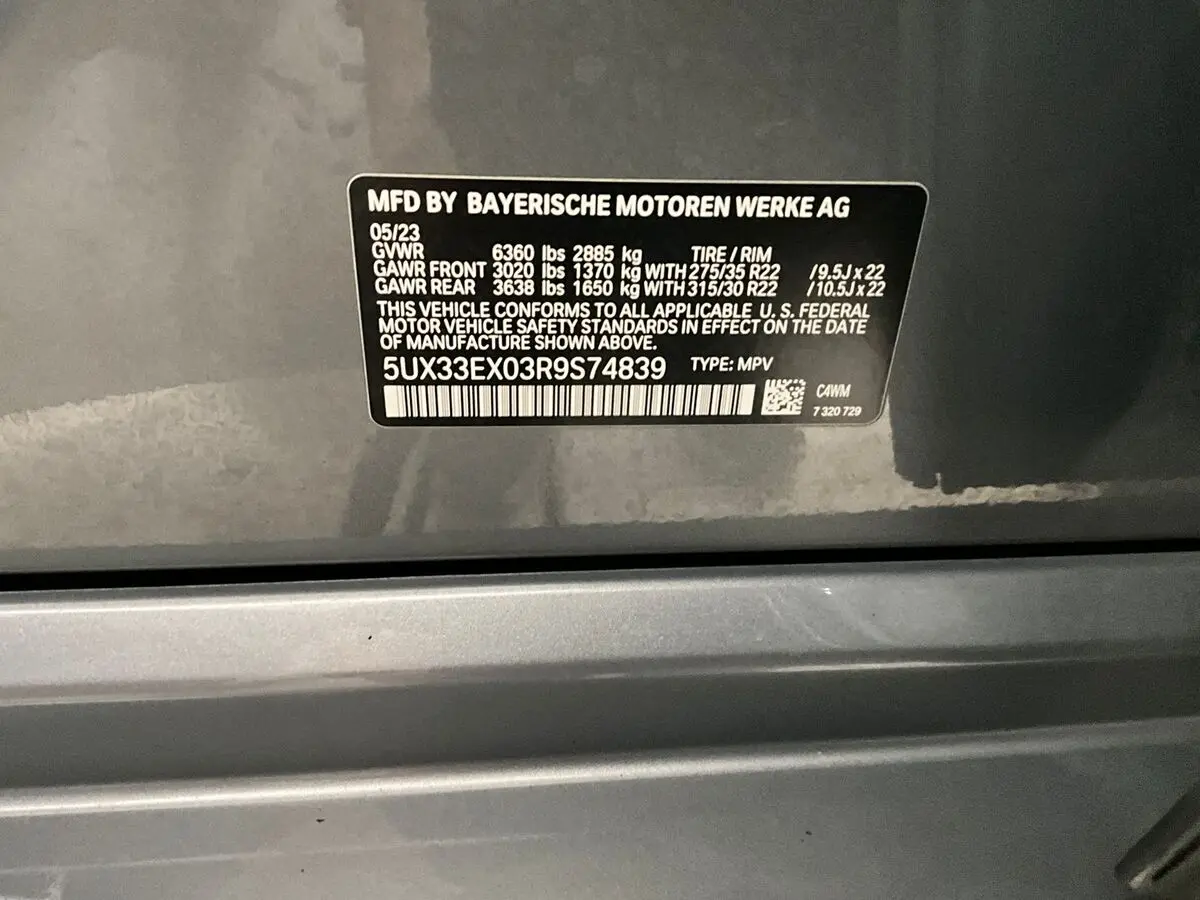 MFD BY BAYERISCHE MOTOREN WERKE AG
05/23
GVWR 6360 lbs 2885 kg TIRE / RIM
GAWR FRONT 3020 lbs 1370 kg WITH 275/35 R22 /9.5J x 22
GAWR REAR 3638 lbs 1650 kg WITH 315/30 R22 /10.5J x 22
THIS VEHICLE CONFORMS TO ALL APPLICABLE U. S. FEDERAL
MOTOR VEHICLE SAFETY STANDARDS IN EFFECT ON THE DATE
OF MANUFACTURE SHOWN ABOVE.
5UX33EX03R9S74839 TYPE: MPV
C4WM
7 320 729